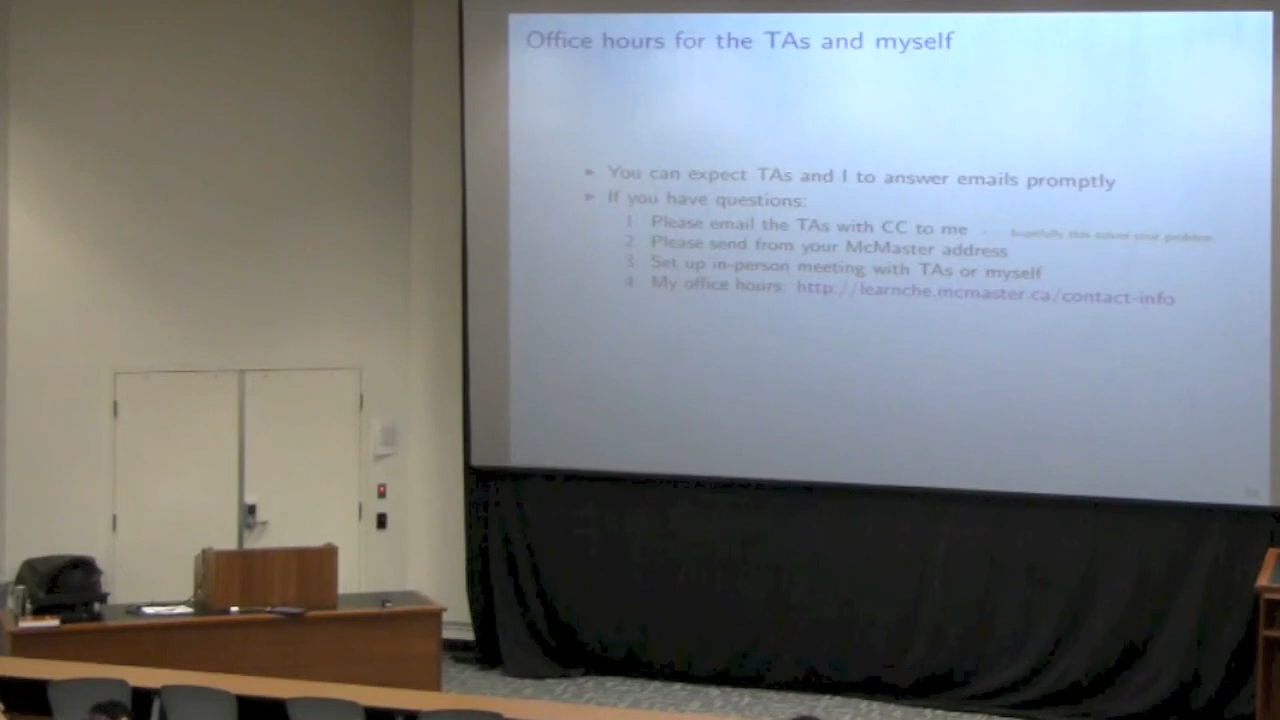 Office hours for the TAs and myself
► You can expect TAs and I to answer emails promptly
► If you have questions:
1 Please email the TAs with CC to me hopefully this solves your problem
2 Please send from your McMaster address
3 Set up in-person meeting with TAs or myself
4 My office hours: http://learnche.mcmaster.ca/contact-info